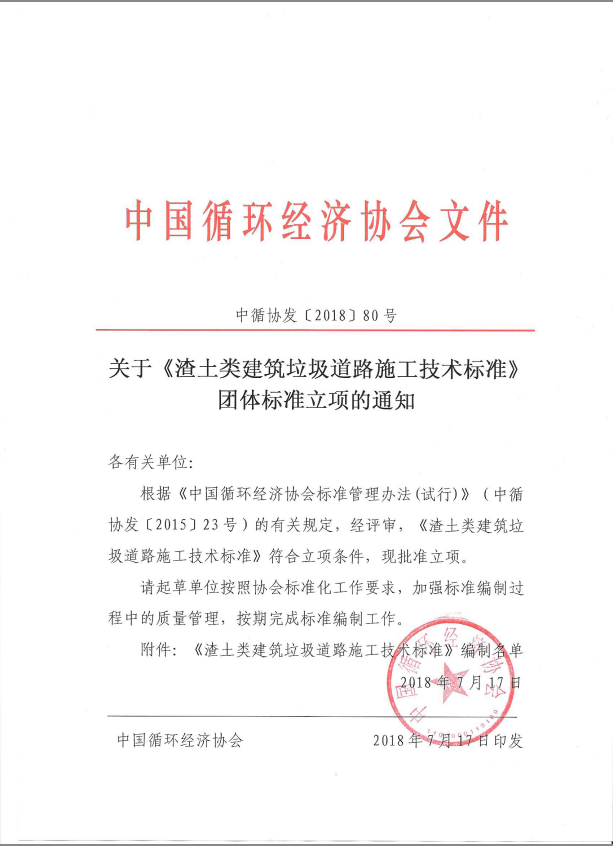 中国循环经济协会文件
中循协发〔2018〕80号
关于《渣土类建筑垃圾道路施工技术标准》
团体标准立项的通知
各有关单位：
根据《中国循环经济协会标准管理办法(试行)》（中循
协发〔2015〕23号）的有关规定，经评审，《渣土类建筑垃
圾道路施工技术标准》符合立项条件，现批准立项。
请起草单位按照协会标准化工作要求，加强标准编制过
程中的质量管理，按期完成标准编制工作。
附件：《渣土类建筑垃圾道路施工技术标准》编制名单
2018年7月17日
中国循环经济协会
中国循环经济协会
2018年7月17日印发